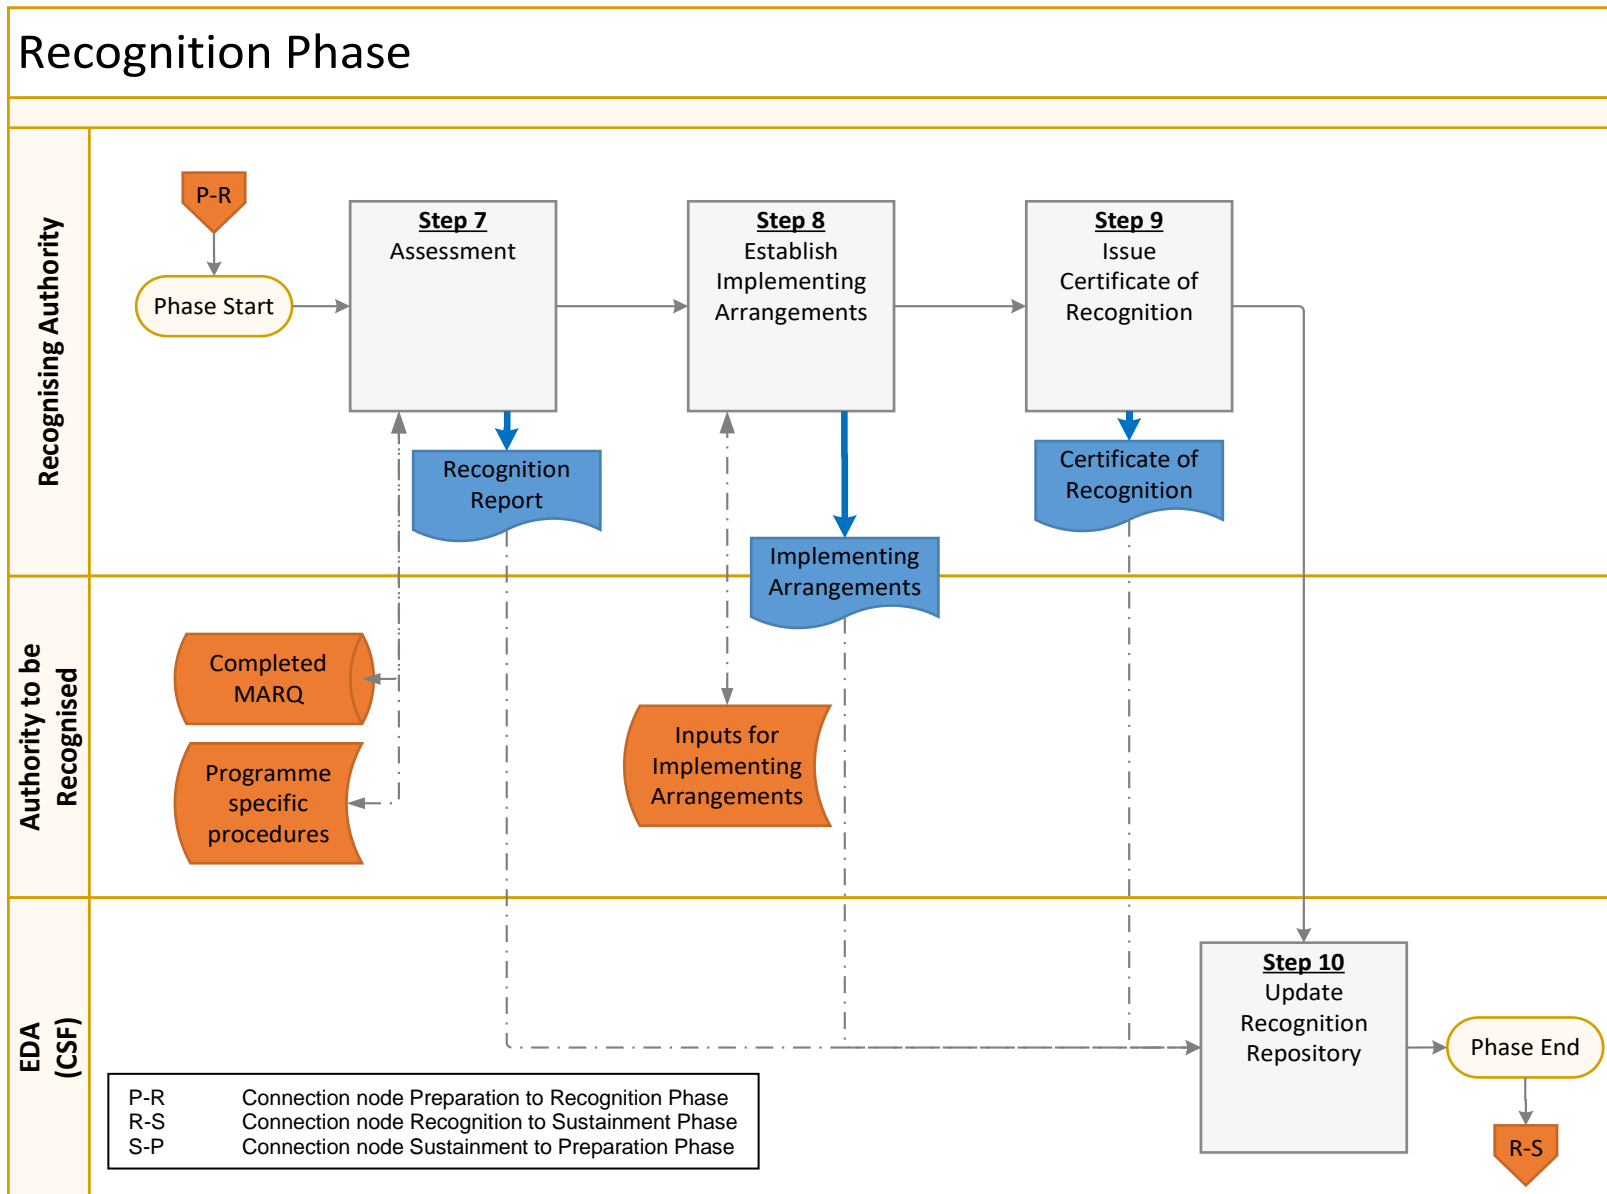 Recognition Phase
Recognising Authority
P-R
Phase Start
Step 7
Assessment
Step 8
Establish
Implementing
Arrangements
Step 9
Issue
Certificate of
Recognition
Recognition
Report
Implementing
Arrangements
Certificate of
Recognition
Authority to be
Recognised
Completed
MARQ
Programme
specific
procedures
Inputs for
Implementing
Arrangements
EDA
(CSF)
Step 10
Update
Recognition
Repository
Phase End
R-S
P-R Connection node Preparation to Recognition Phase
R-S Connection node Recognition to Sustainment Phase
S-P Connection node Sustainment to Preparation Phase